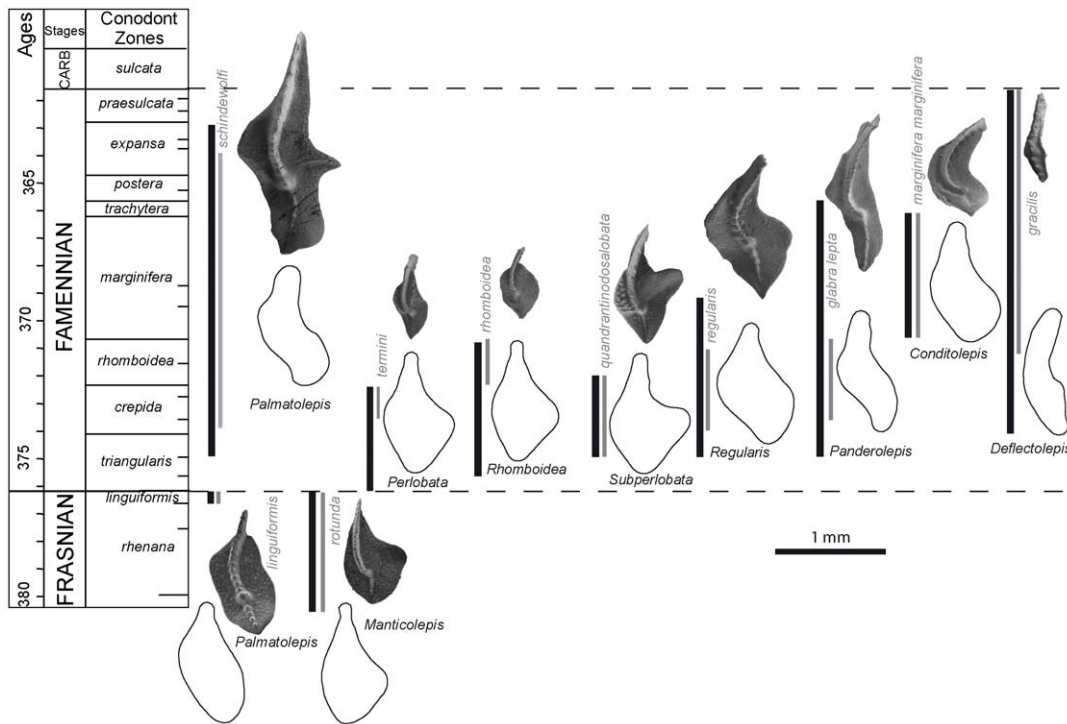 Ages
Stages
Conodont
Zones
CARB
FAMENNIAN
FRASNIAN
365
370
375
380
sulcata
praesulcata
expansa
postera
trachytera
marginifera
rhomboidea
crepida
triangularis
linguiformis
rhenana
schindewolfi
Palmatolepis
termini
Perlobata
rhomboidea
Rhomboidea
quandrantinodosalobata
Subperlobata
regularis
Regularis
glabra lepta
Panderolepis
marginifera marginifera
Conditolepis
gracilis
Deflectolepis
linguiformis
Palmatolepis
rotunda
Manticolepis
1 mm